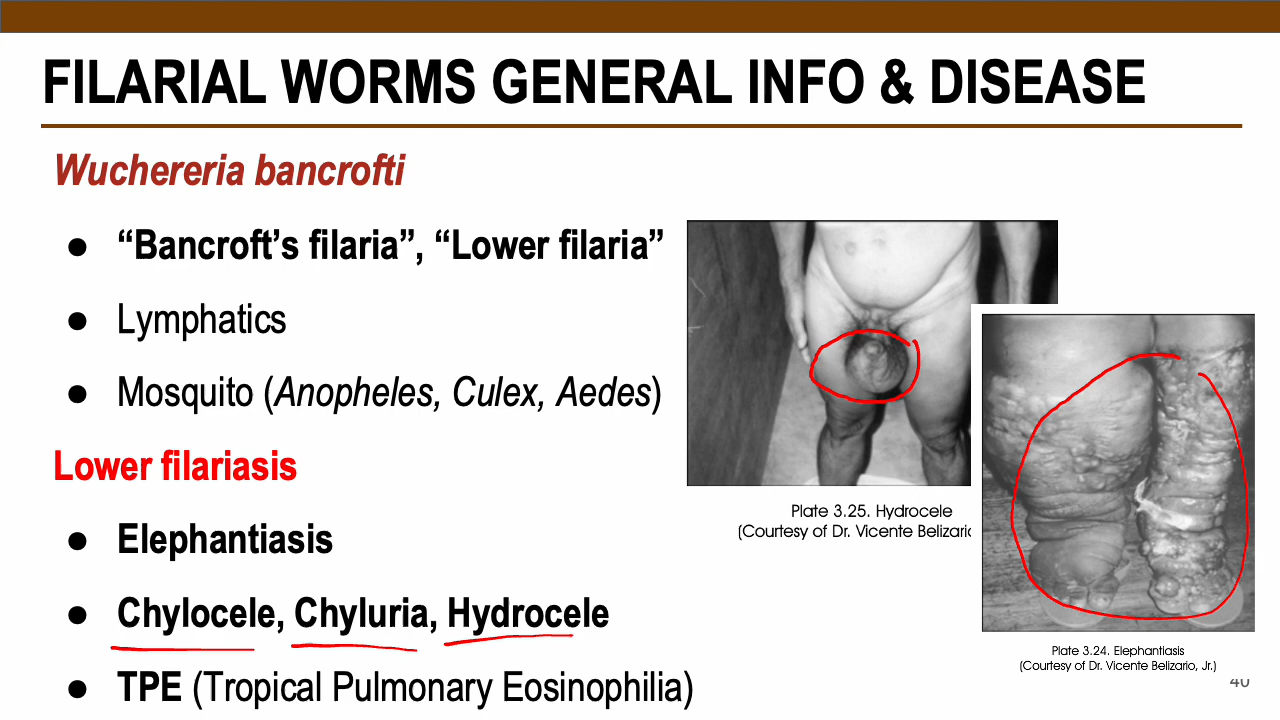 FILARIAL WORMS GENERAL INFO & DISEASE
Wuchereria bancrofti
● “Bancroft’s filaria”, “Lower filaria”
● Lymphatics
● Mosquito (Anopheles, Culex, Aedes)
Lower filariasis
● Elephantiasis
● Chylocele, Chyluria, Hydrocele
● TPE (Tropical Pulmonary Eosinophilia)
Plate 3.25. Hydrocele
(Courtesy of Dr. Vicente
Plate 3.24. Elephantiasis
(Courtesy of Dr. Vicente Belizario, Jr.)
40